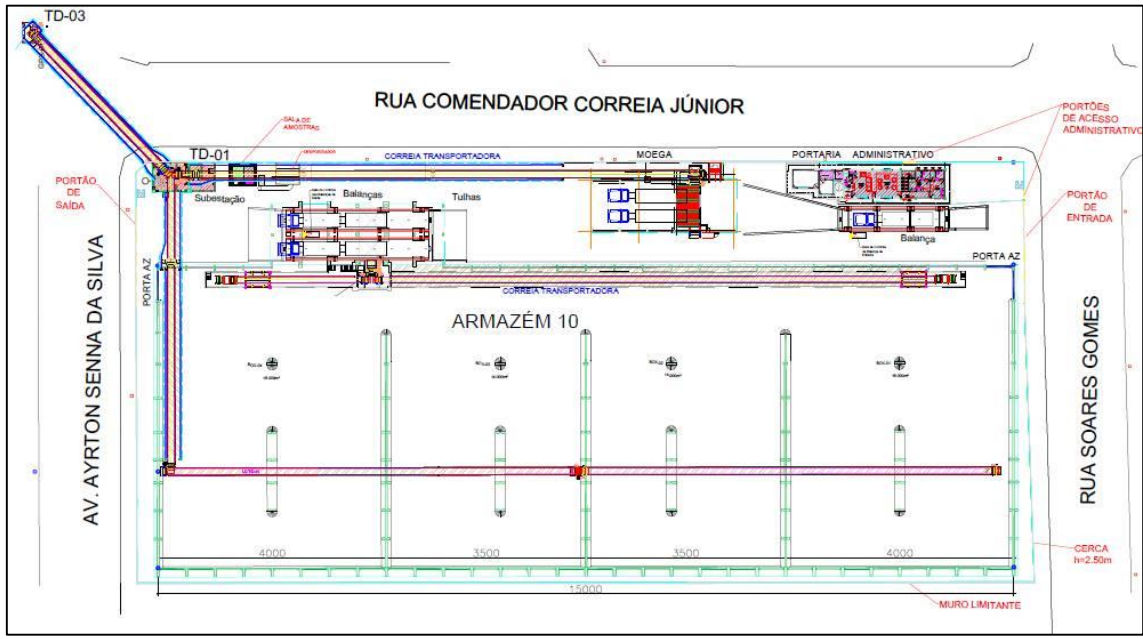 TD-03
RUA COMENDADOR CORREIA JÚNIOR
PORTÕES
DE ACESSO
ADMINISTRATIVO
SALA DE
AMOSTRAS
TD-01
CORREIA TRANSPORTADORA
MOEGA
PORTARIA ADMINISTRATIVO
PORTÃO
DE
SAÍDA
Subestação
Balanças
Tulhas
PORTÃO
DE
ENTRADA
Balança
PORTA AZ
PORTA AZ
CORREIA TRANSPORTADORA
ARMAZÉM 10
AV. AYRTON SENNA DA SILVA
RUA SOARES GOMES
4000
3500
3500
4000
CERCA
h=2.50m
15000
MURO LIMITANTE